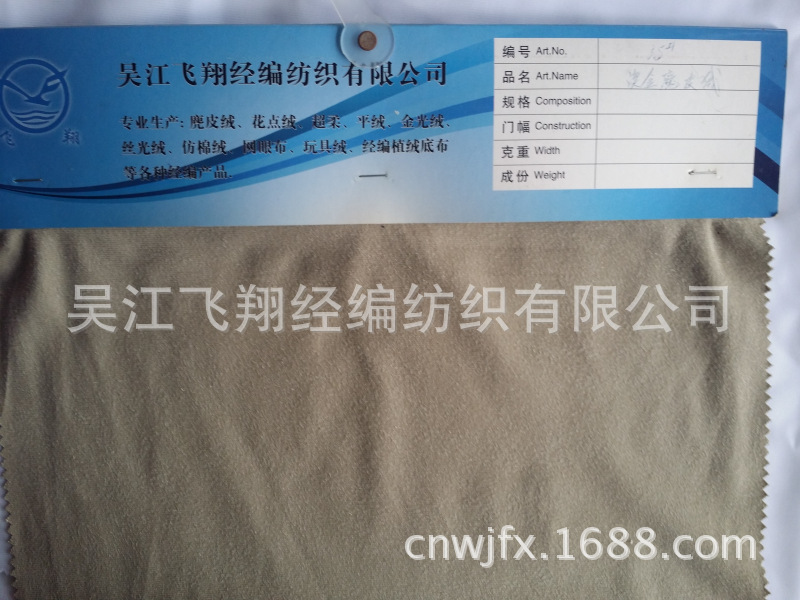 吴江飞翔经编纺织有限公司
专业生产:麂皮绒、花点绒、超柔、平绒、金光绒、
丝光绒、仿棉绒、网眼布、玩具绒、经编植绒底布
等各种经编产品.
飞 翔
编号 Art.No.
品名 Art.Name
规格 Composition
门幅 Construction
克重 Width
成份 Weight
吴江飞翔经编纺织有限公司
cnwjfx.1688.com